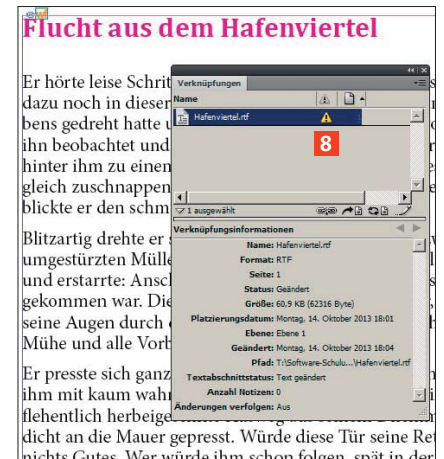 Flucht aus dem Hafenviertel
Er hörte leise Schrit
dazu noch in dieser
bens gedreht hatte
ihn beobachtet und
hinter ihm zu einen
gleich zuschnappen
blickte er den schm
Blitzartig drehte er
umgestürzten Mülle
und erstarrte: Ansc
gekommen war. Die
seine Augen durch
Mühe und alle Vorb
Er presste sich ganz
ihm mit kaum wahr
flehentlich herbeige
dicht an die Mauer gepresst. Würde diese Tür seine Ret
nichts Gutes. Wer würde ihm schon folgen, spät in der
Verknüpfungen
Name
Hafenviertel.rtf
8
1 ausgewählt
Verknüpfungsinformationen
Name: Hafenviertel.rtf
Format: RTF
Seite: 1
Status: Geändert
Größe: 60,9 KB (62316 Byte)
Platzierungsdatum: Montag, 14. Oktober 2013 18:01
Ebene: Ebene 1
Geändert: Montag, 14. Oktober 2013 18:04
Pfad: T:\Software-Schulu...\Hafenviertel.rtf
Textabschnittstatus: Text geändert
Anzahl Notizen: 0
Änderungen verfolgen: Aus